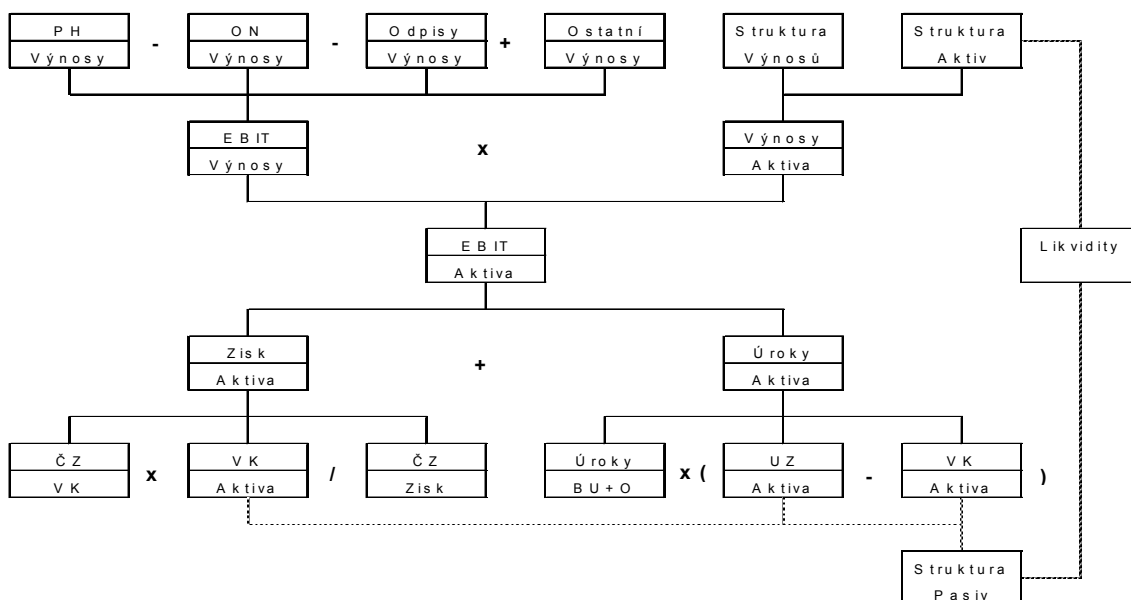 PH - ON - Odpisy + Ostatní Struktura Struktura
Výnosy Výnosy Výnosy Výnosy Výnosů Aktiv
EBIT x Výnosy
Výnosy Aktiva
EBIT Likvidity
Aktiva
Zisk + Úroky
Aktiva Aktiva
ČZ x VK / ČZ Úroky x ( UZ - VK )
VK Aktiva Zisk BU+O Aktiva Aktiva
Struktura
Pasiv